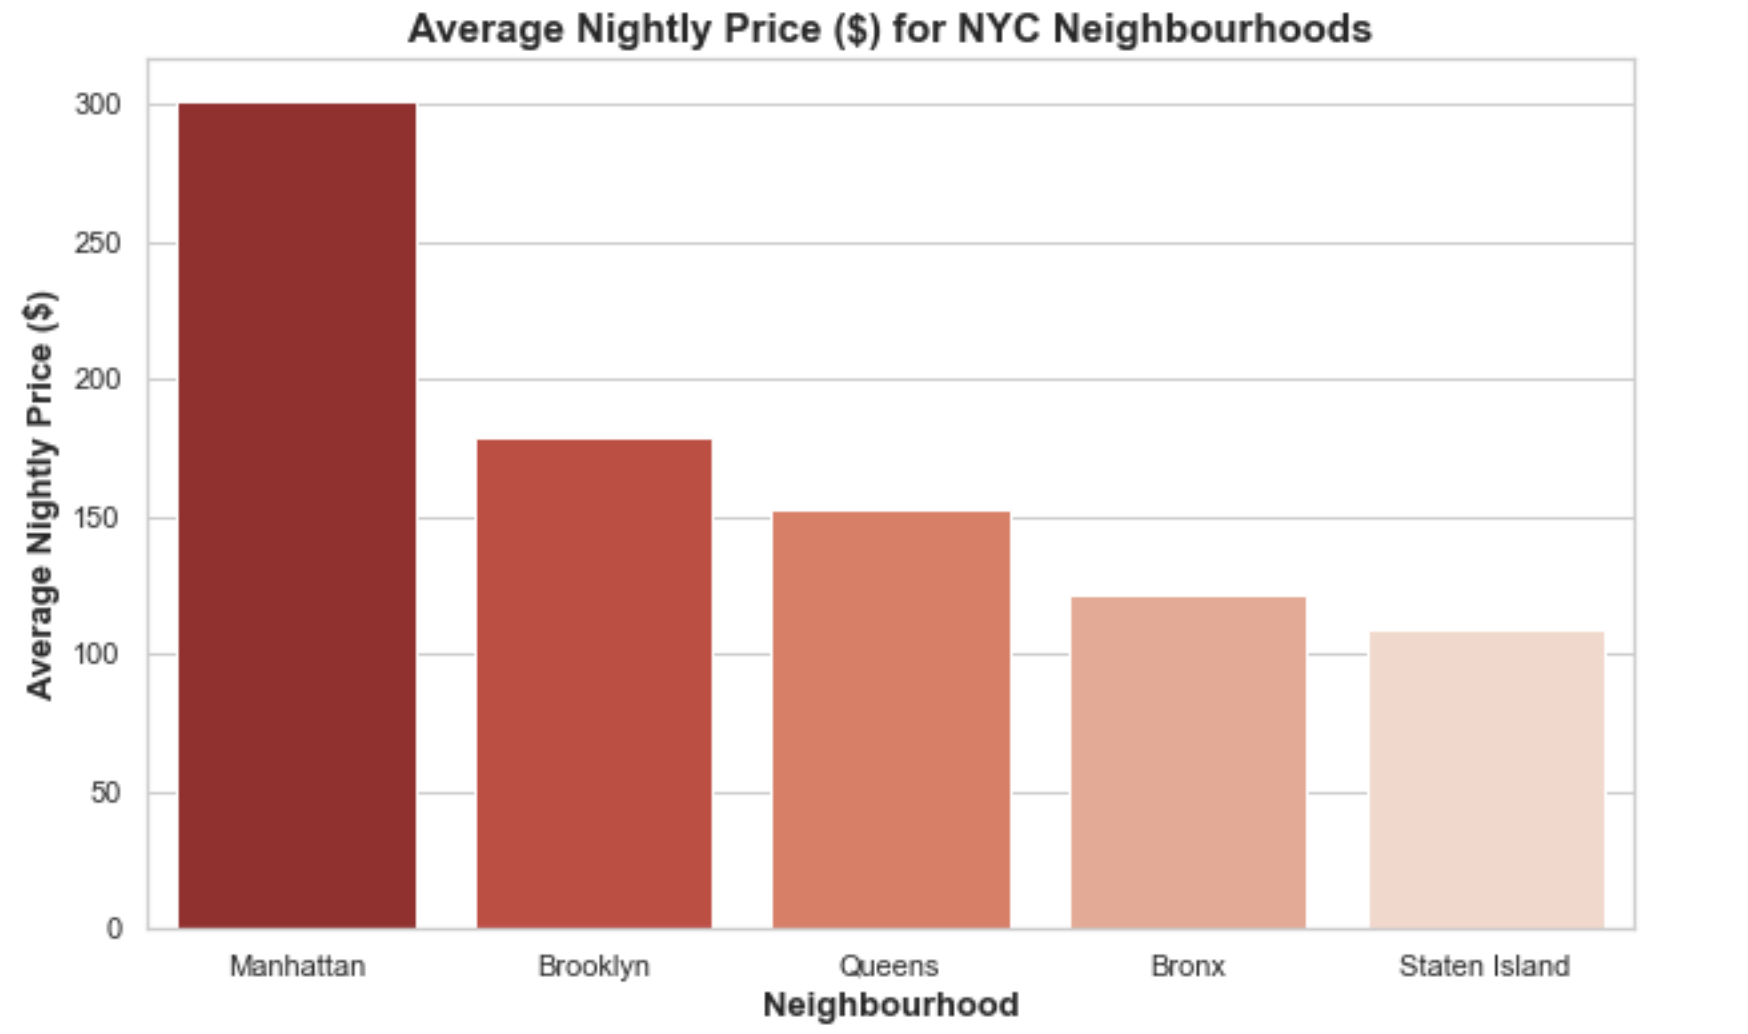 Average Nightly Price ($) for NYC Neighbourhoods
Average Nightly Price ($)
300
250
200
150
100
50
0
Manhattan Brooklyn Queens Bronx Staten Island
Neighbourhood